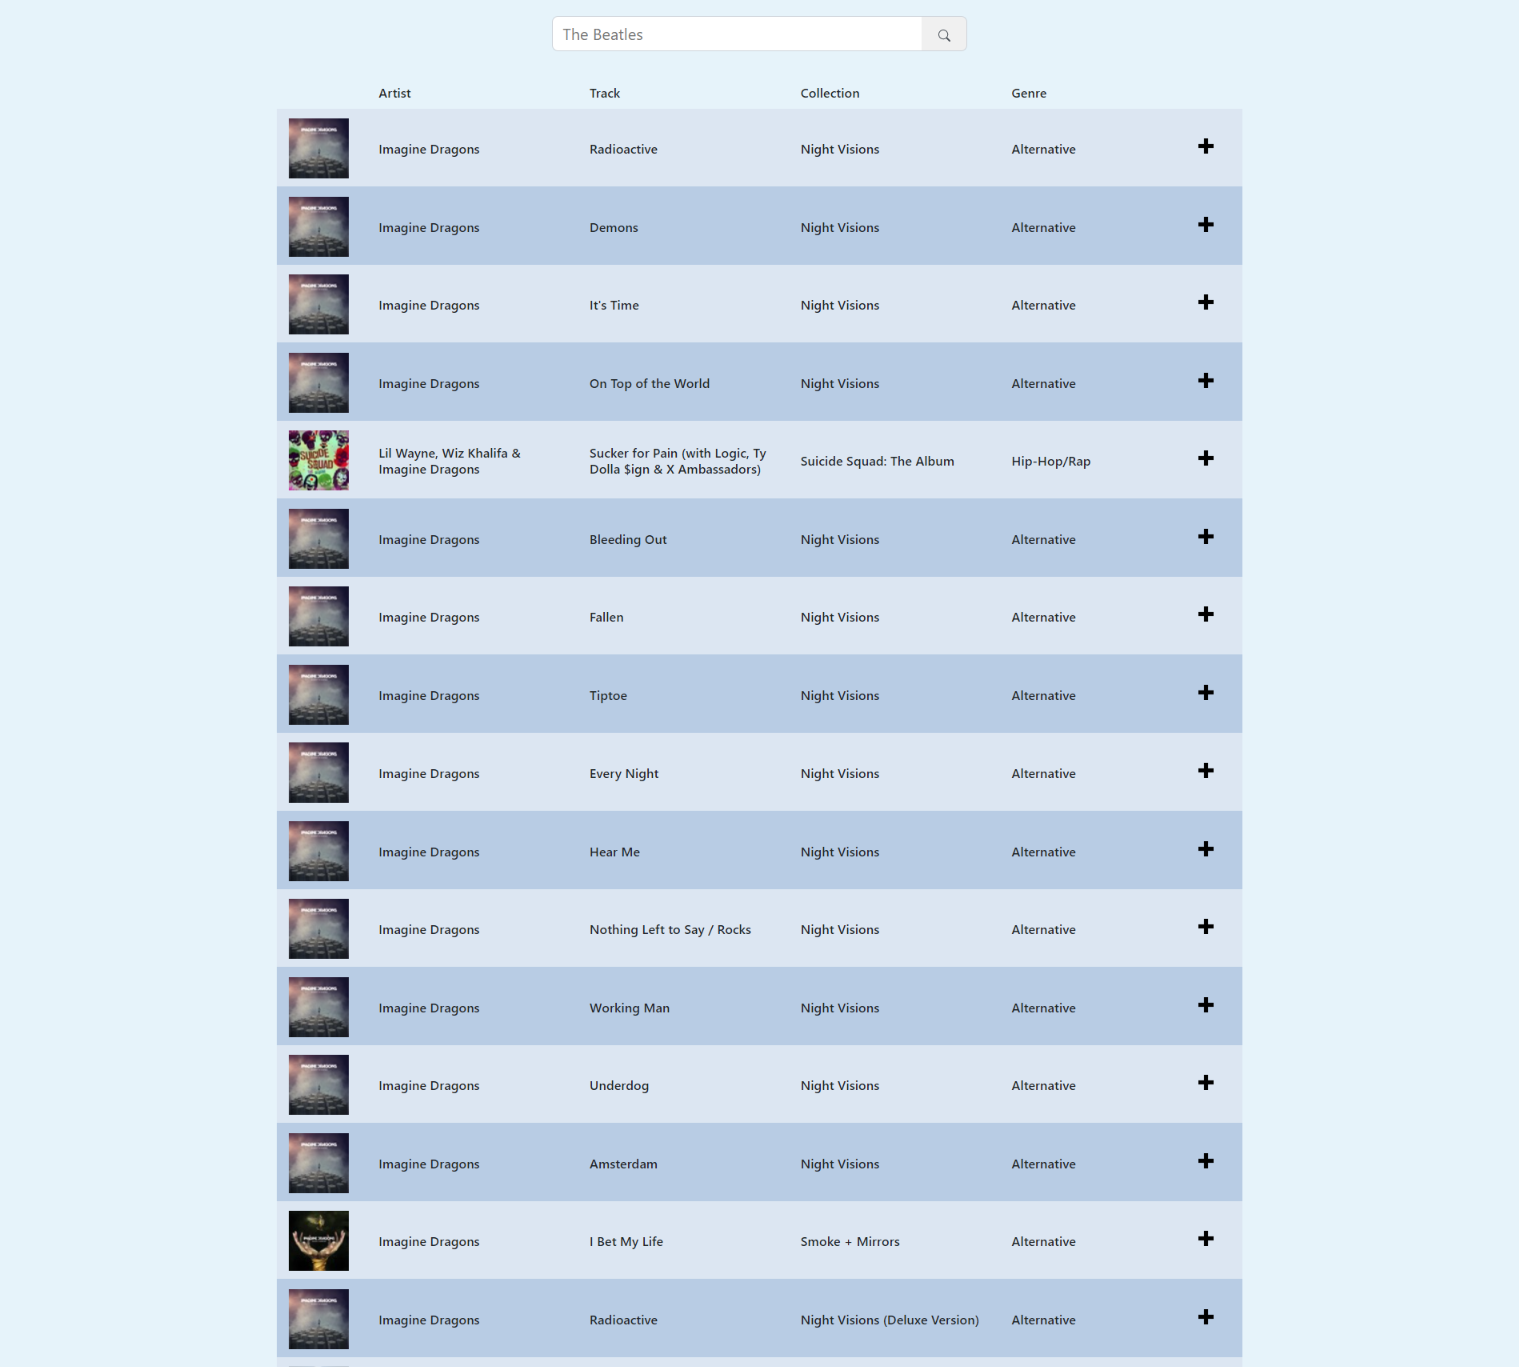 The Beatles
Artist Track Collection Genre
Imagine Dragons Radioactive Night Visions Alternative
Imagine Dragons Demons Night Visions Alternative
Imagine Dragons It's Time Night Visions Alternative
Imagine Dragons On Top of the World Night Visions Alternative
SUICIDE SQUAD
Lil Wayne, Wiz Khalifa & Sucker for Pain (with Logic, Ty
Imagine Dragons Dolla $ign & X Ambassadors) Suicide Squad: The Album Hip-Hop/Rap
Imagine Dragons Bleeding Out Night Visions Alternative
Imagine Dragons Fallen Night Visions Alternative
Imagine Dragons Tiptoe Night Visions Alternative
Imagine Dragons Every Night Night Visions Alternative
Imagine Dragons Hear Me Night Visions Alternative
Imagine Dragons Nothing Left to Say / Rocks Night Visions Alternative
Imagine Dragons Working Man Night Visions Alternative
Imagine Dragons Underdog Night Visions Alternative
Imagine Dragons Amsterdam Night Visions Alternative
Imagine Dragons I Bet My Life Smoke + Mirrors Alternative
Imagine Dragons Radioactive Night Visions (Deluxe Version) Alternative